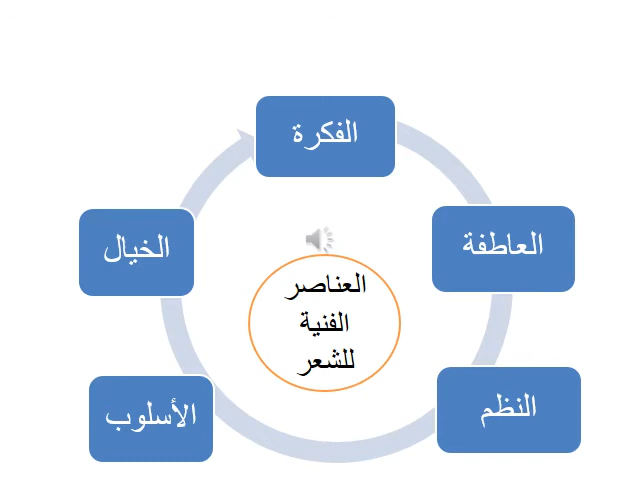 الفكرة
العاطفة
النظم
الأسلوب
الخيال
العناصر
الفنية
للشعر